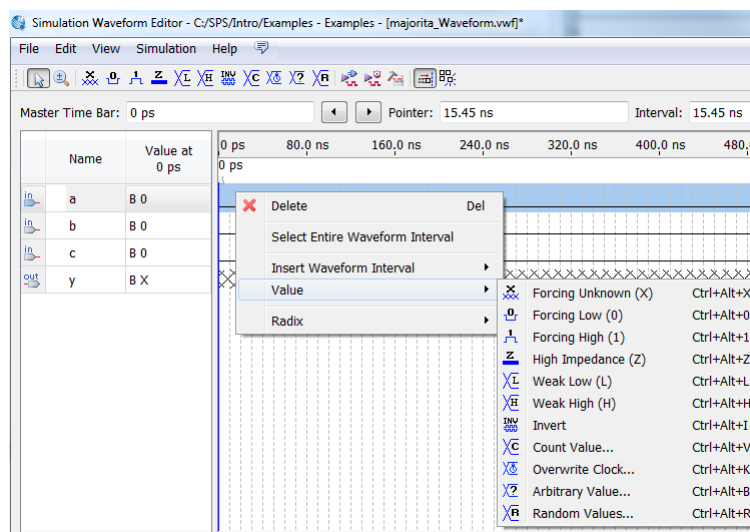 Simulation Waveform Editor - C:/SPS/Intro/Examples - Examples - [majorita_Waveform.vwf]*
File Edit View Simulation Help
Master Time Bar: 0 ps Pointer: 15.45 ns Interval: 15.45 ns
Name Value at 0 ps
0 ps 80.0 ns 160.0 ns 240.0 ns 320.0 ns 400.0 ns 480.
0 ps
in a B 0
in b B 0
in c B 0
out y B X
Delete Del
Select Entire Waveform Interval
Insert Waveform Interval
Value
Radix
Forcing Unknown (X) Ctrl+Alt+X
Forcing Low (0) Ctrl+Alt+0
Forcing High (1) Ctrl+Alt+1
High Impedance (Z) Ctrl+Alt+Z
Weak Low (L) Ctrl+Alt+L
Weak High (H) Ctrl+Alt+H
Invert Ctrl+Alt+I
Count Value... Ctrl+Alt+V
Overwrite Clock... Ctrl+Alt+K
Arbitrary Value... Ctrl+Alt+B
Random Values... Ctrl+Alt+R